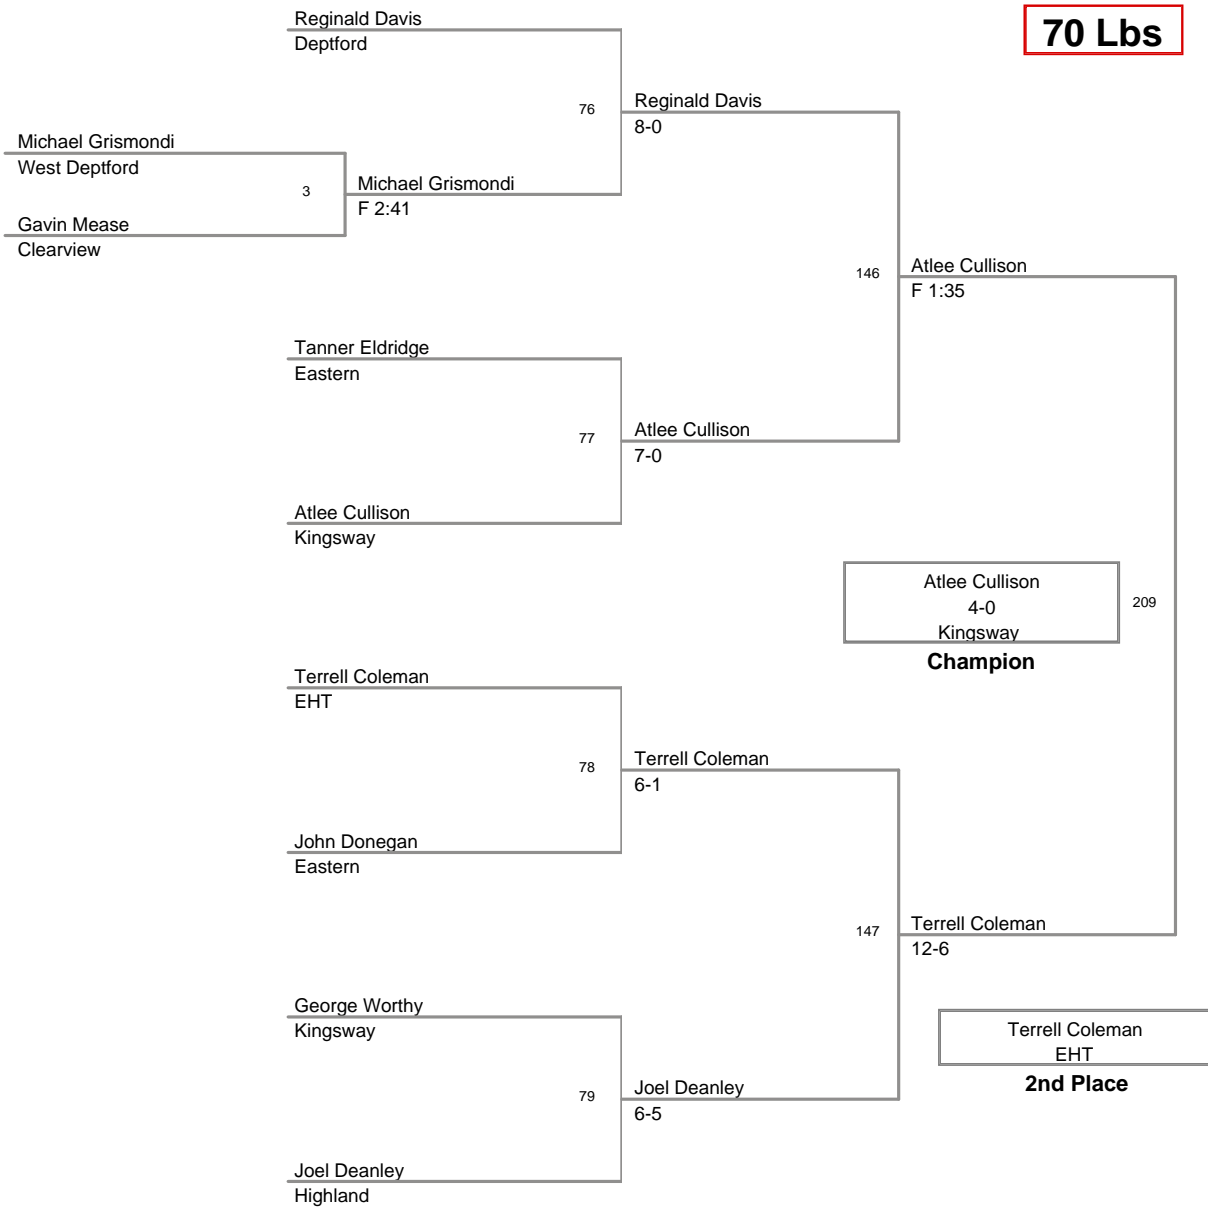 70 Lbs
Reginald Davis
Deptford
76
Reginald Davis
8-0
Michael Grismondi
West Deptford
3
Michael Grismondi
F 2:41
Gavin Mease
Clearview
146
Atlee Cullison
F 1:35
Tanner Eldridge
Eastern
77
Atlee Cullison
7-0
Atlee Cullison
Kingsway
Atlee Cullison
4-0
Kingsway
Champion
209
Terrell Coleman
EHT
78
Terrell Coleman
6-1
John Donegan
Eastern
147
Terrell Coleman
12-6
George Worthy
Kingsway
Terrell Coleman
EHT
2nd Place
79
Joel Deanley
6-5
Joel Deanley
Highland